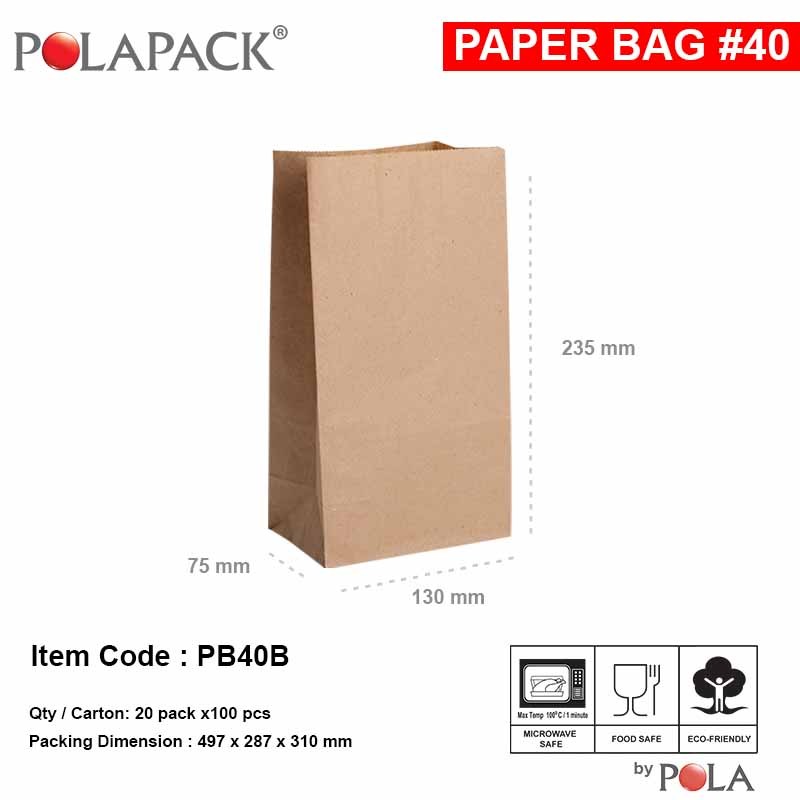 POLAPACK®
PAPER BAG #40
235 mm
75 mm
130 mm
Item Code : PB40B
Qty / Carton: 20 pack x100 pcs
Packing Dimension : 497 x 287 x 310 mm
Max Temp 100°C / 1 minute
MICROWAVE
SAFE
FOOD SAFE
ECO-FRIENDLY
by POLA